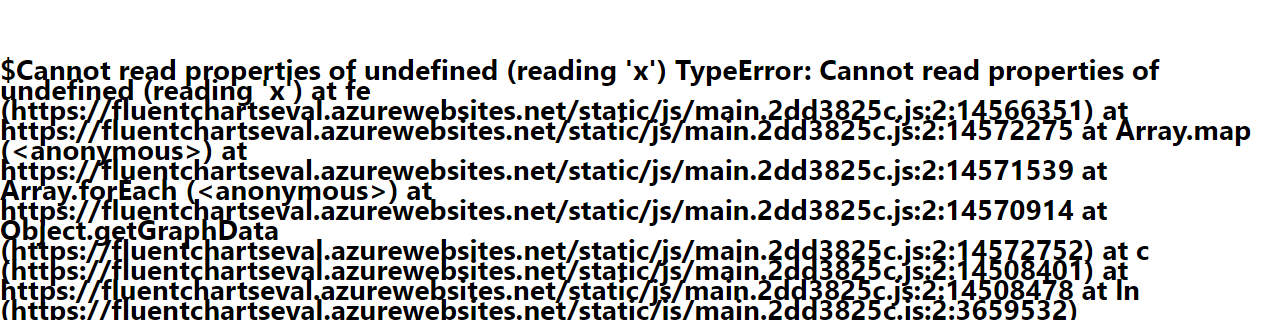 $Cannot read properties of undefined (reading 'x') TypeError: Cannot read properties of
undefined (reading 'x') at fe
(https://fluentchartseval.azurewebsites.net/static/js/main.2dd3825c.js:2:14566351) at
https://fluentchartseval.azurewebsites.net/static/js/main.2dd3825c.js:2:14572275 at Array.map
(<anonymous>) at
https://fluentchartseval.azurewebsites.net/static/js/main.2dd3825c.js:2:14571539 at
Array.forEach (<anonymous>) at
https://fluentchartseval.azurewebsites.net/static/js/main.2dd3825c.js:2:14570914 at
Object.getGraphData
(https://fluentchartseval.azurewebsites.net/static/js/main.2dd3825c.js:2:14572752) at c
(https://fluentchartseval.azurewebsites.net/static/js/main.2dd3825c.js:2:14508401) at
https://fluentchartseval.azurewebsites.net/static/js/main.2dd3825c.js:2:14508478 at ln
(https://fluentchartseval.azurewebsites.net/static/js/main.2dd3825c.js:2:3659532)